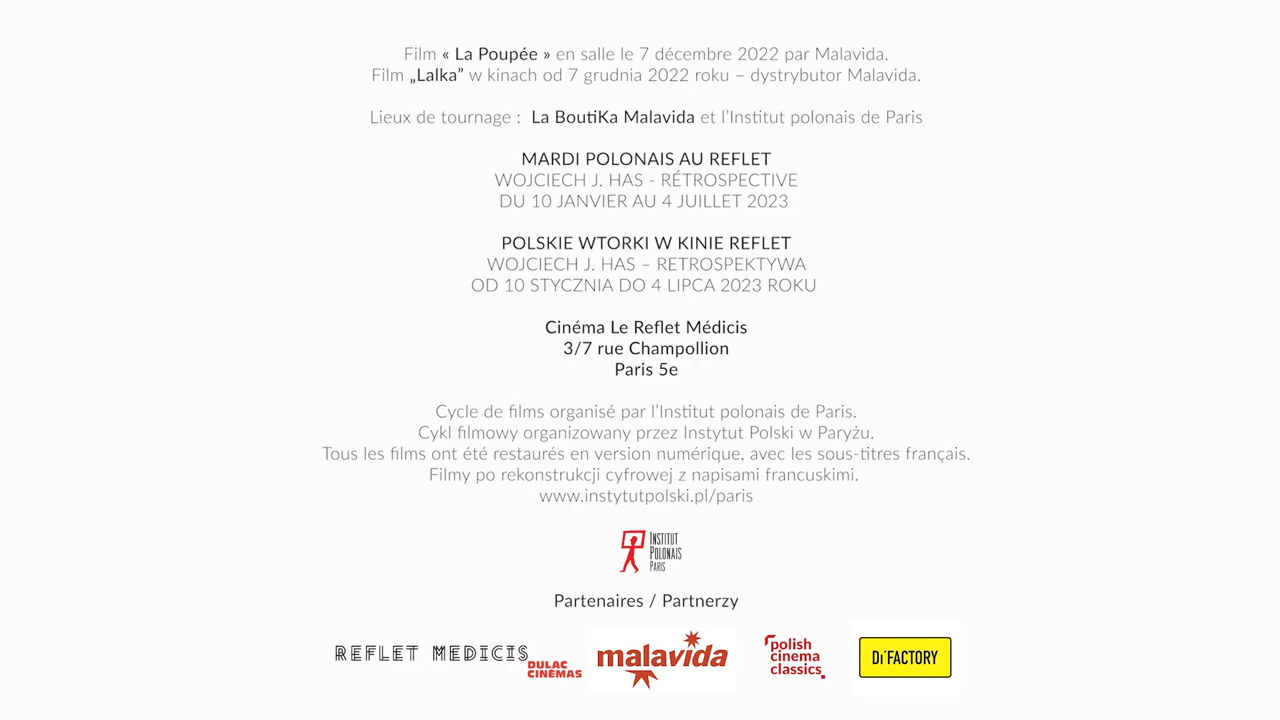 Film « La Poupée » en salle le 7 décembre 2022 par Malavida.
Film „Lalka” w kinach od 7 grudnia 2022 roku – dystrybutor Malavida.
Lieux de tournage : La BoutiKa Malavida et l’Institut polonais de Paris
MARDI POLONAIS AU REFLET
WOJCIECH J. HAS - RÉTROSPECTIVE
DU 10 JANVIER AU 4 JUILLET 2023
POLSKIE WTORKI W KINIE REFLET
WOJCIECH J. HAS – RETROSPEKTYWA
OD 10 STYCZNIA DO 4 LIPCA 2023 ROKU
Cinéma Le Reflet Médicis
3/7 rue Champollion
Paris 5e
Cycle de films organisé par l’Institut polonais de Paris.
Cykl filmowy organizowany przez Instytut Polski w Paryżu.
Tous les films ont été restaurés en version numérique, avec les sous-titres français.
Filmy po rekonstrukcji cyfrowej z napisami francuskimi.
www.instytutpolski.pl/paris
INSTITUT
POLONAIS
PARIS
Partenaires / Partnerzy
REFLET MEDICIS
DULAC
CINÉMAS
malavida
polish
cinema
classics
Di FACTORY